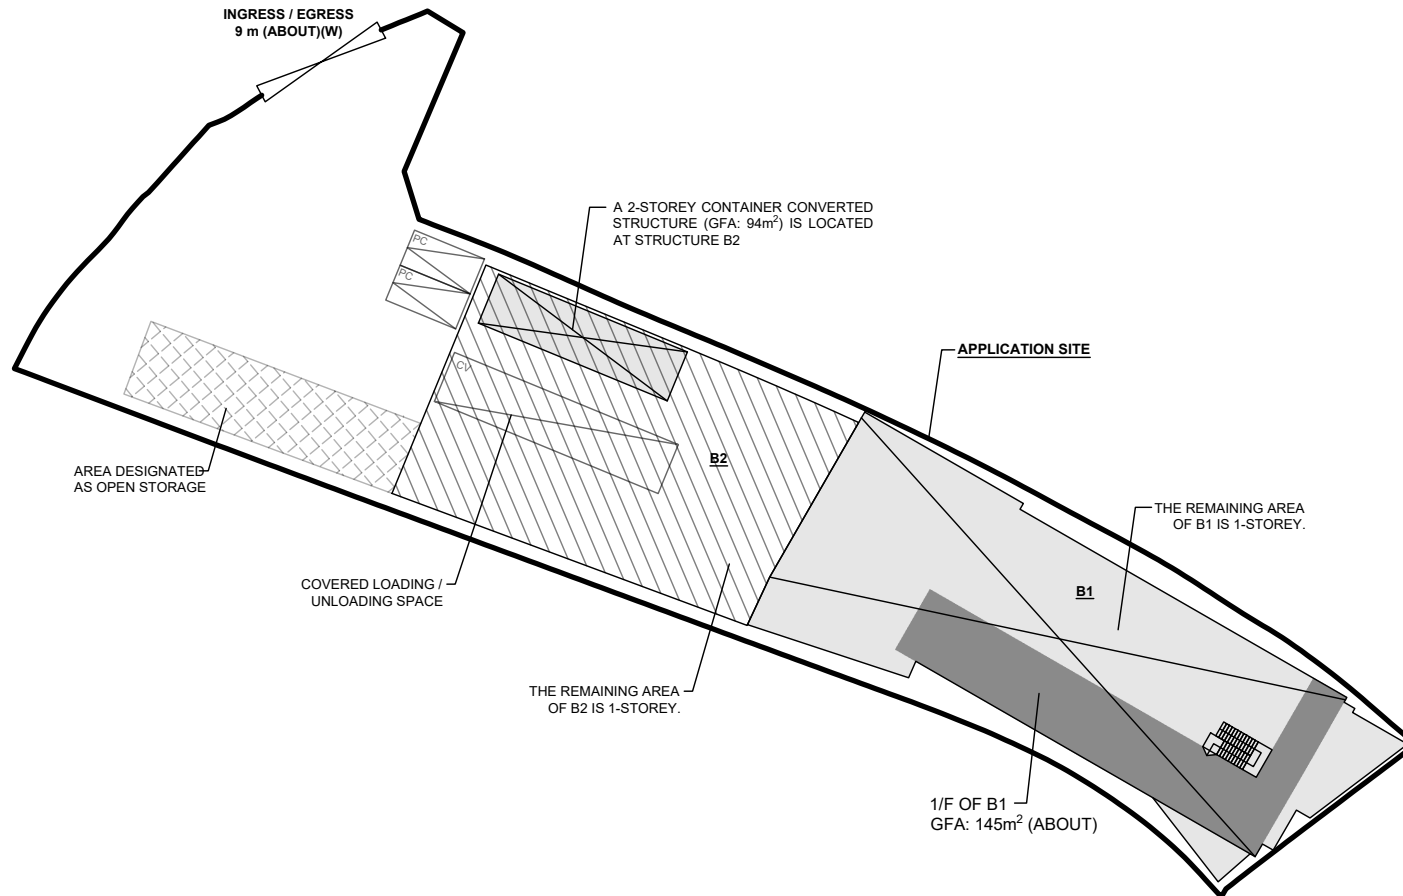 INGRESS / EGRESS
9 m (ABOUT)(W)
A 2-STOREY CONTAINER CONVERTED
STRUCTURE (GFA: 94m²) IS LOCATED
AT STRUCTURE B2
PC
PC
APPLICATION SITE
CV
B2
AREA DESIGNATED
AS OPEN STORAGE
THE REMAINING AREA
OF B1 IS 1-STOREY.
COVERED LOADING /
UNLOADING SPACE
B1
THE REMAINING AREA
OF B2 IS 1-STOREY.
1/F OF B1
GFA: 145m² (ABOUT)